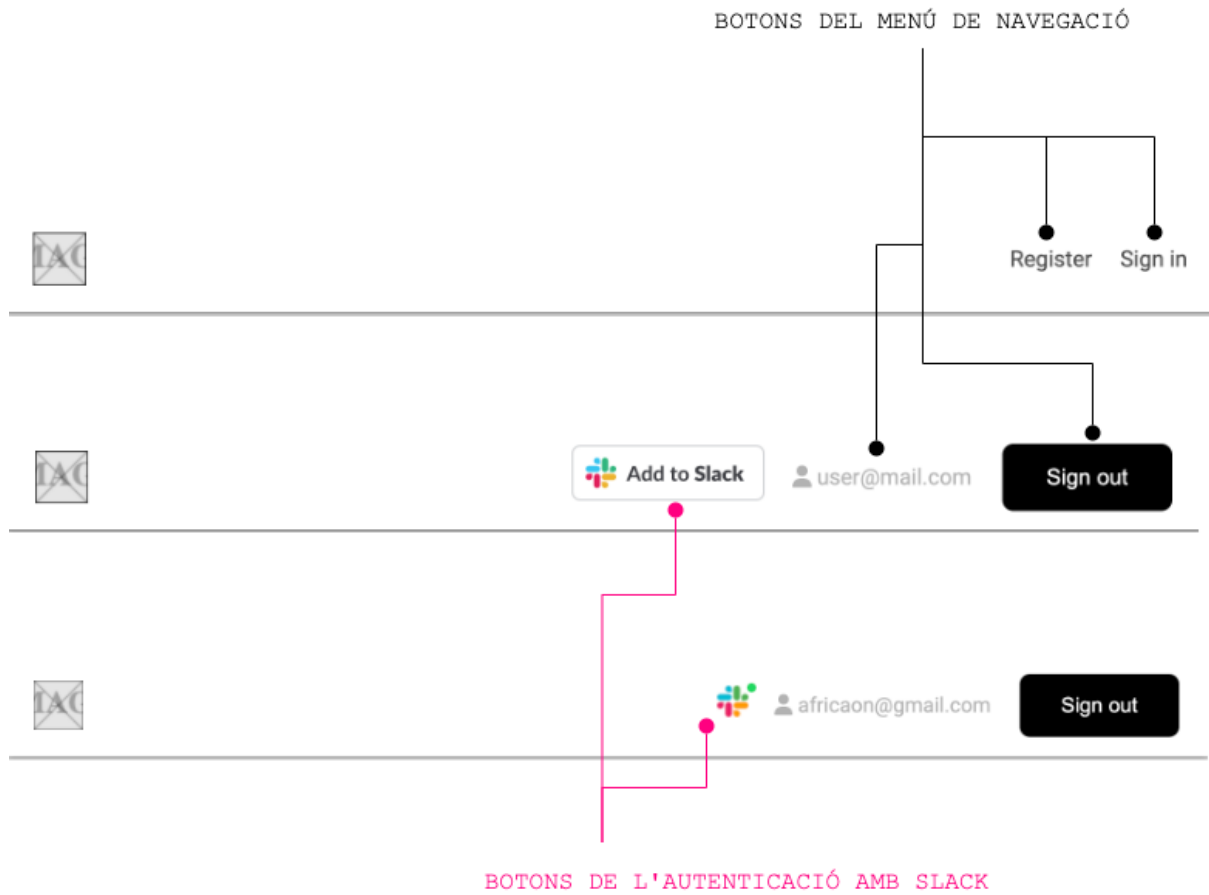 BOTONS DEL MENÚ DE NAVEGACIÓ
Register Sign in
Add to Slack user@mail.com Sign out
africaon@gmail.com Sign out
BOTONS DE L'AUTENTICACIÓ AMB SLACK